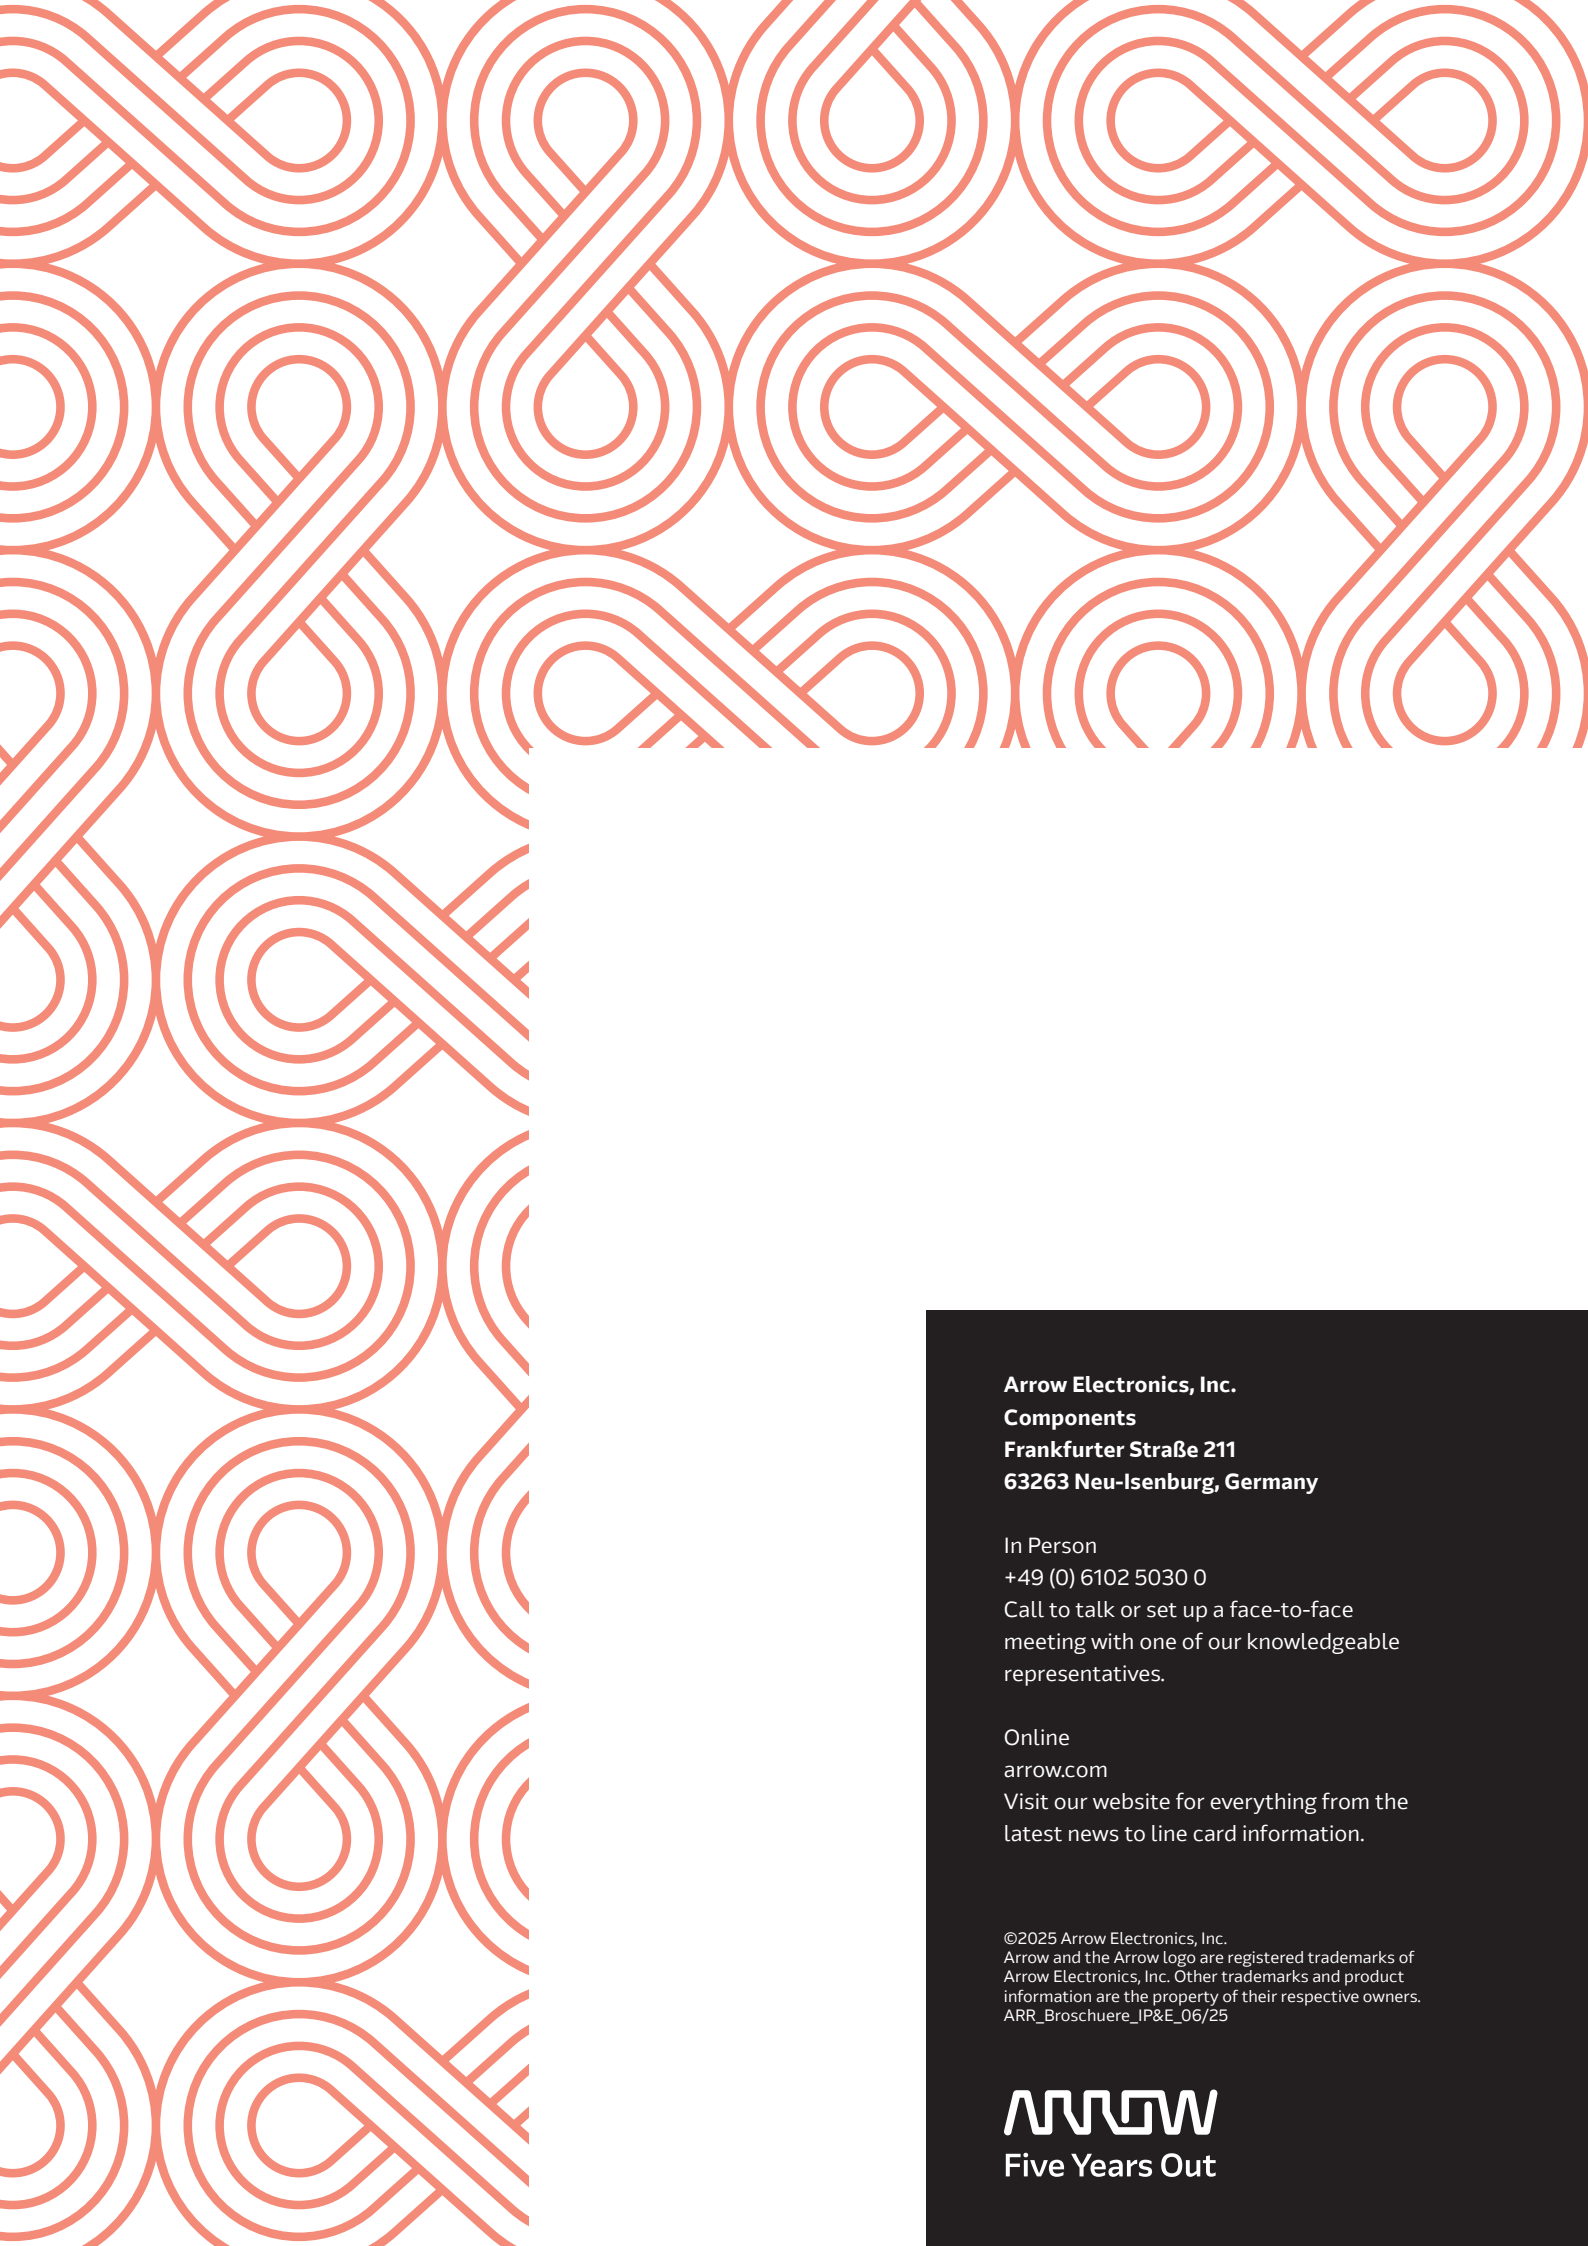 Arrow Electronics, Inc.
Components
Frankfurter Straße 211
63263 Neu-Isenburg, Germany
In Person
+49 (0) 6102 5030 0
Call to talk or set up a face-to-face
meeting with one of our knowledgeable
representatives.
Online
arrow.com
Visit our website for everything from the
latest news to line card information.
©2025 Arrow Electronics, Inc.
Arrow and the Arrow logo are registered trademarks of
Arrow Electronics, Inc. Other trademarks and product
information are the property of their respective owners.
ARR_Broschuere_IP&E_06/25
ARROW
Five Years Out